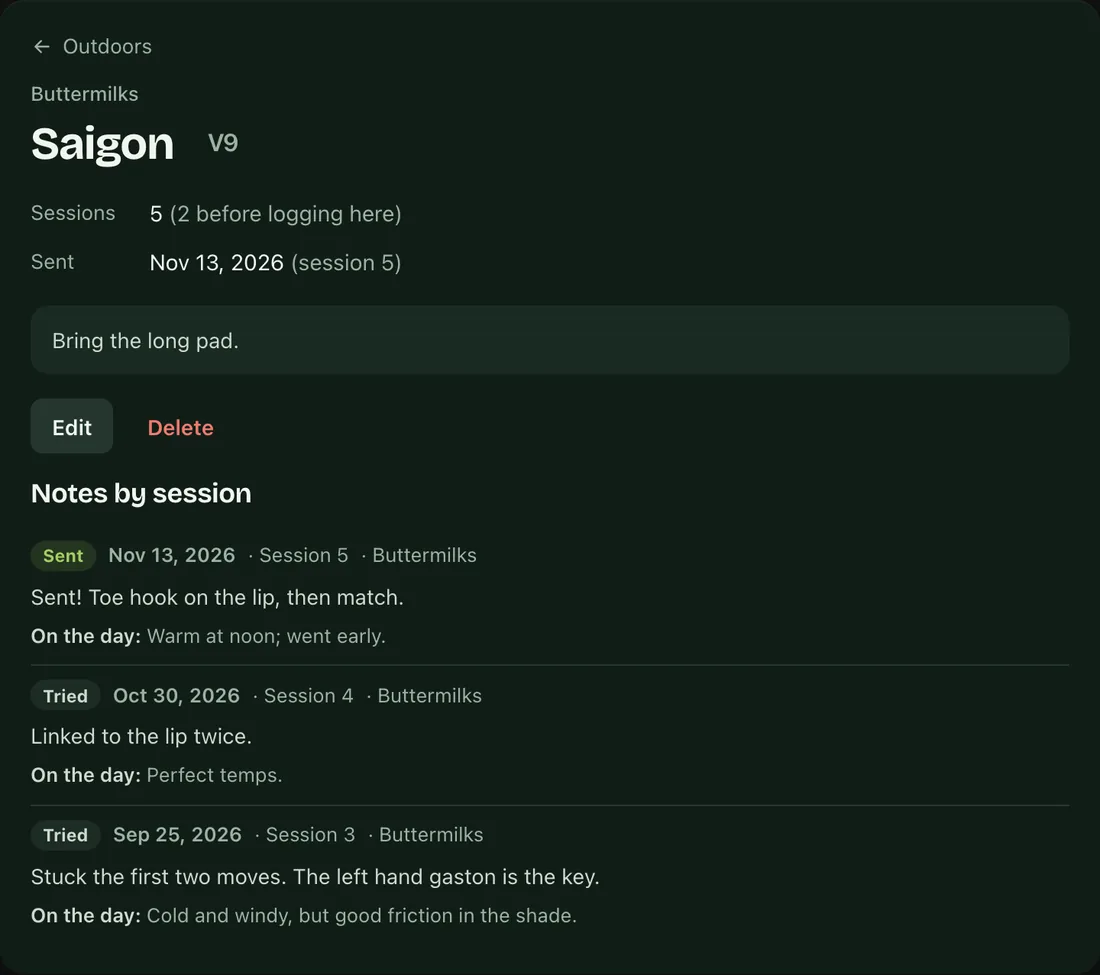 ← Outdoors
Buttermilks
Saigon V9
Sessions 5 (2 before logging here)
Sent Nov 13, 2026 (session 5)
Bring the long pad.
Edit Delete
Notes by session
Sent Nov 13, 2026 · Session 5 · Buttermilks
Sent! Toe hook on the lip, then match.
On the day: Warm at noon; went early.
Tried Oct 30, 2026 · Session 4 · Buttermilks
Linked to the lip twice.
On the day: Perfect temps.
Tried Sep 25, 2026 · Session 3 · Buttermilks
Stuck the first two moves. The left hand gaston is the key.
On the day: Cold and windy, but good friction in the shade.